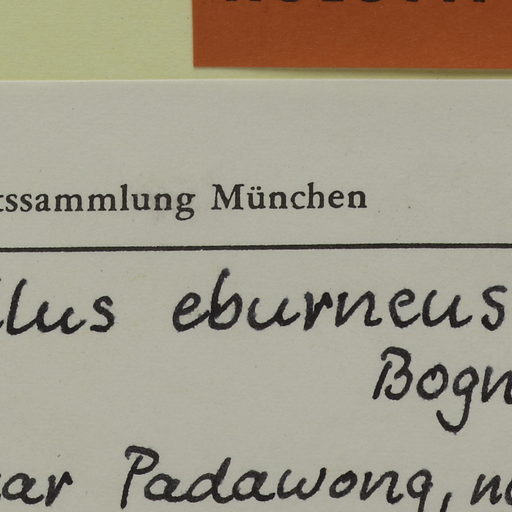 tssammlung München
llus eburneus
Bogn
ar Padawong, n